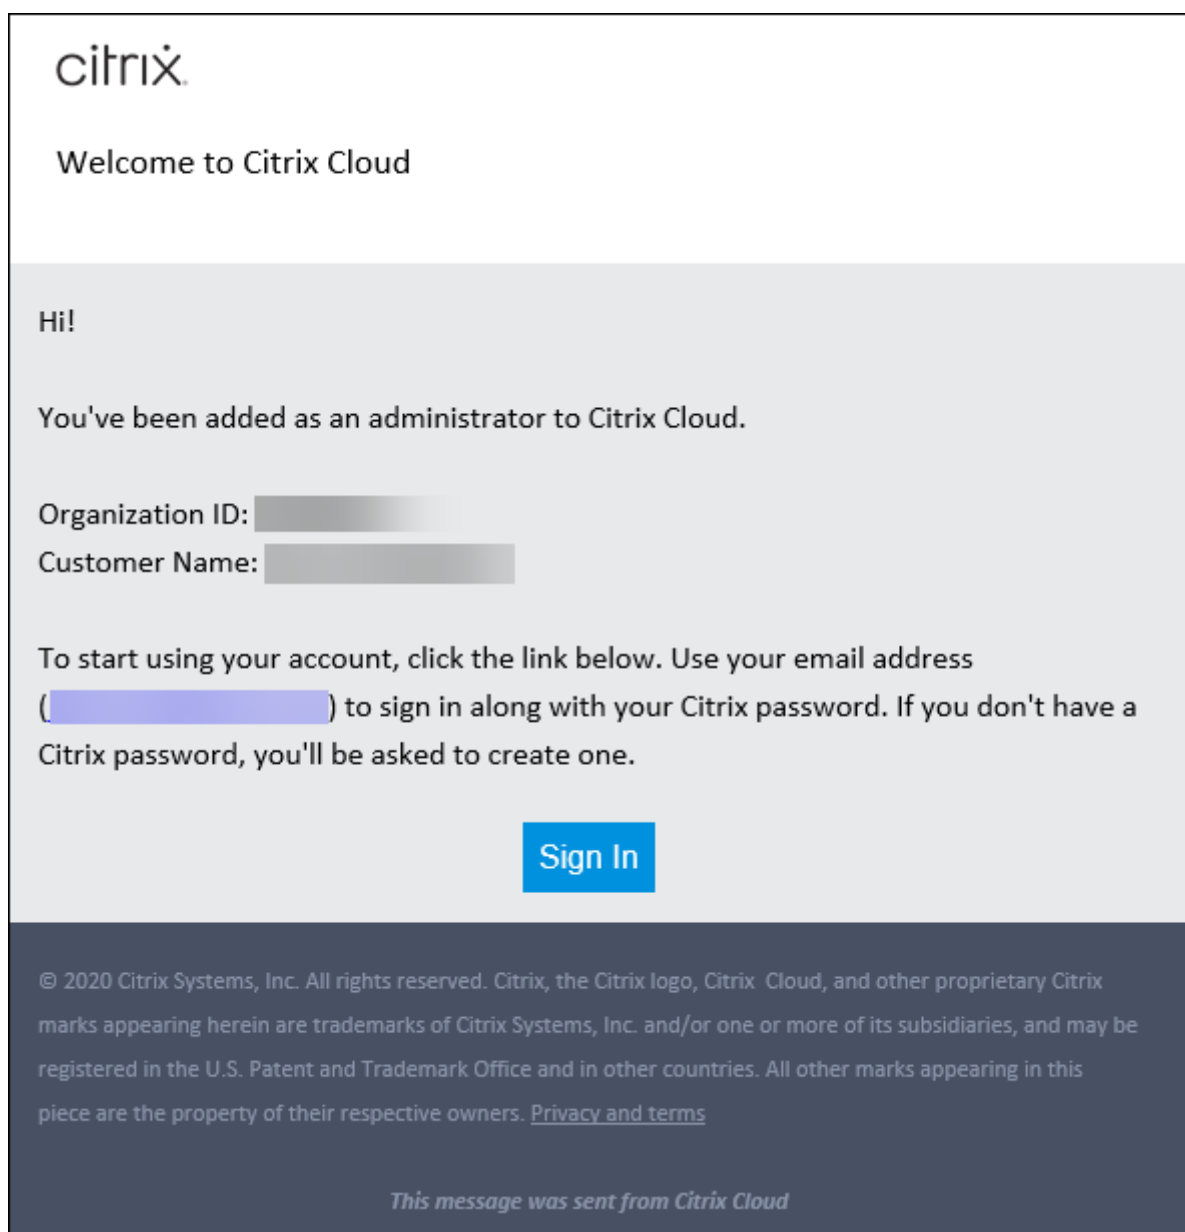 citrix
Welcome to Citrix Cloud
Hi!
You've been added as an administrator to Citrix Cloud.
Organization ID:
Customer Name:
To start using your account, click the link below. Use your email address
( ) to sign in along with your Citrix password. If you don't have a
Citrix password, you'll be asked to create one.
Sign In
© 2020 Citrix Systems, Inc. All rights reserved. Citrix, the Citrix logo, Citrix Cloud, and other proprietary Citrix
marks appearing herein are trademarks of Citrix Systems, Inc. and/or one or more of its subsidiaries, and may be
registered in the U.S. Patent and Trademark Office and in other countries. All other marks appearing in this
piece are the property of their respective owners. Privacy and terms
This message was sent from Citrix Cloud